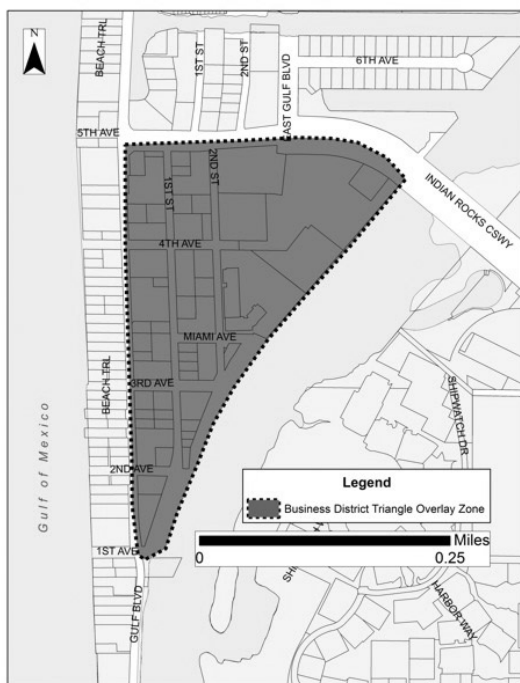 N
BEACH TRL
1ST ST
2ND ST
EAST GULF BLVD
6TH AVE
5TH AVE
INDIAN ROCKS CSWY
1ST ST
2ND ST
4TH AVE
MIAMI AVE
3RD AVE
BEACH TRL
SHIPWATCH DR
Gulf of Mexico
2ND AVE
1ST AVE
GULF BLVD
Legend
Business District Triangle Overlay Zone
Miles
0 0.25
HARBOR WAY